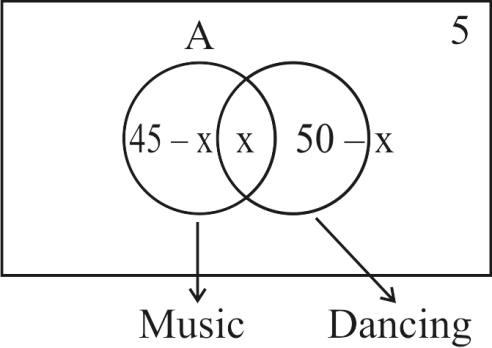 A
5
45 – x x 50 – x
Music Dancing